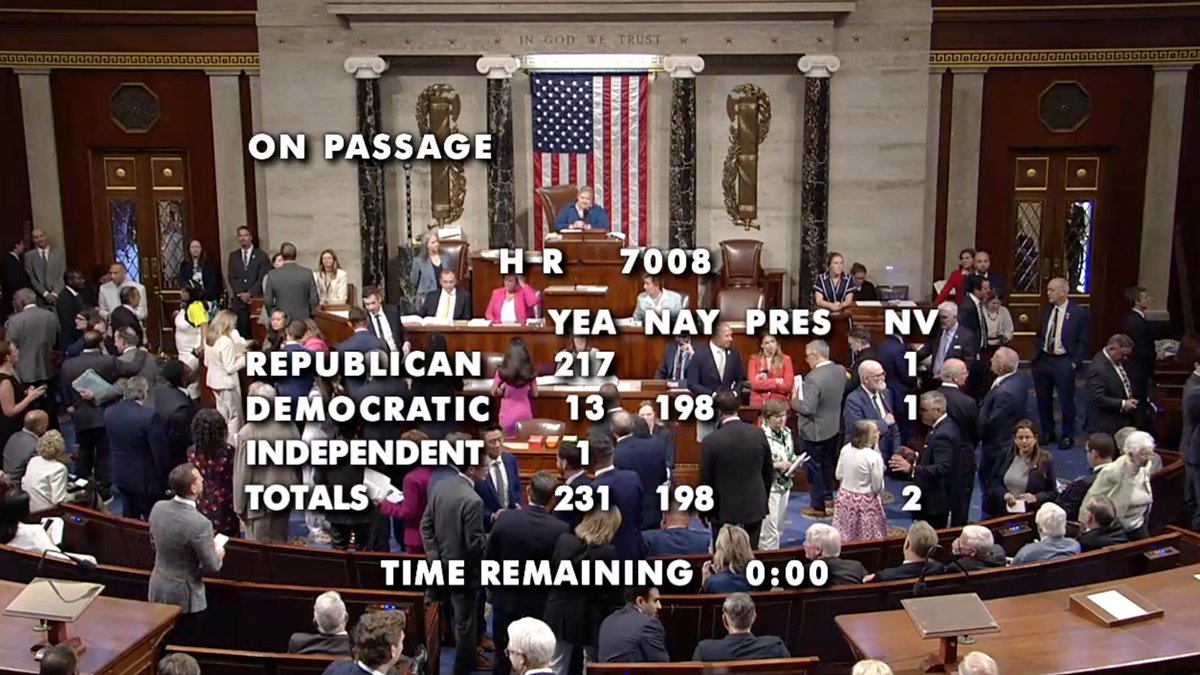 IN GOD WE TRUST
ON PASSAGE
H R 7008
YEA NAY PRES NV
REPUBLICAN 217 1
DEMOCRATIC 13 198 1
INDEPENDENT 1
TOTALS 231 198 2
TIME REMAINING 0:00